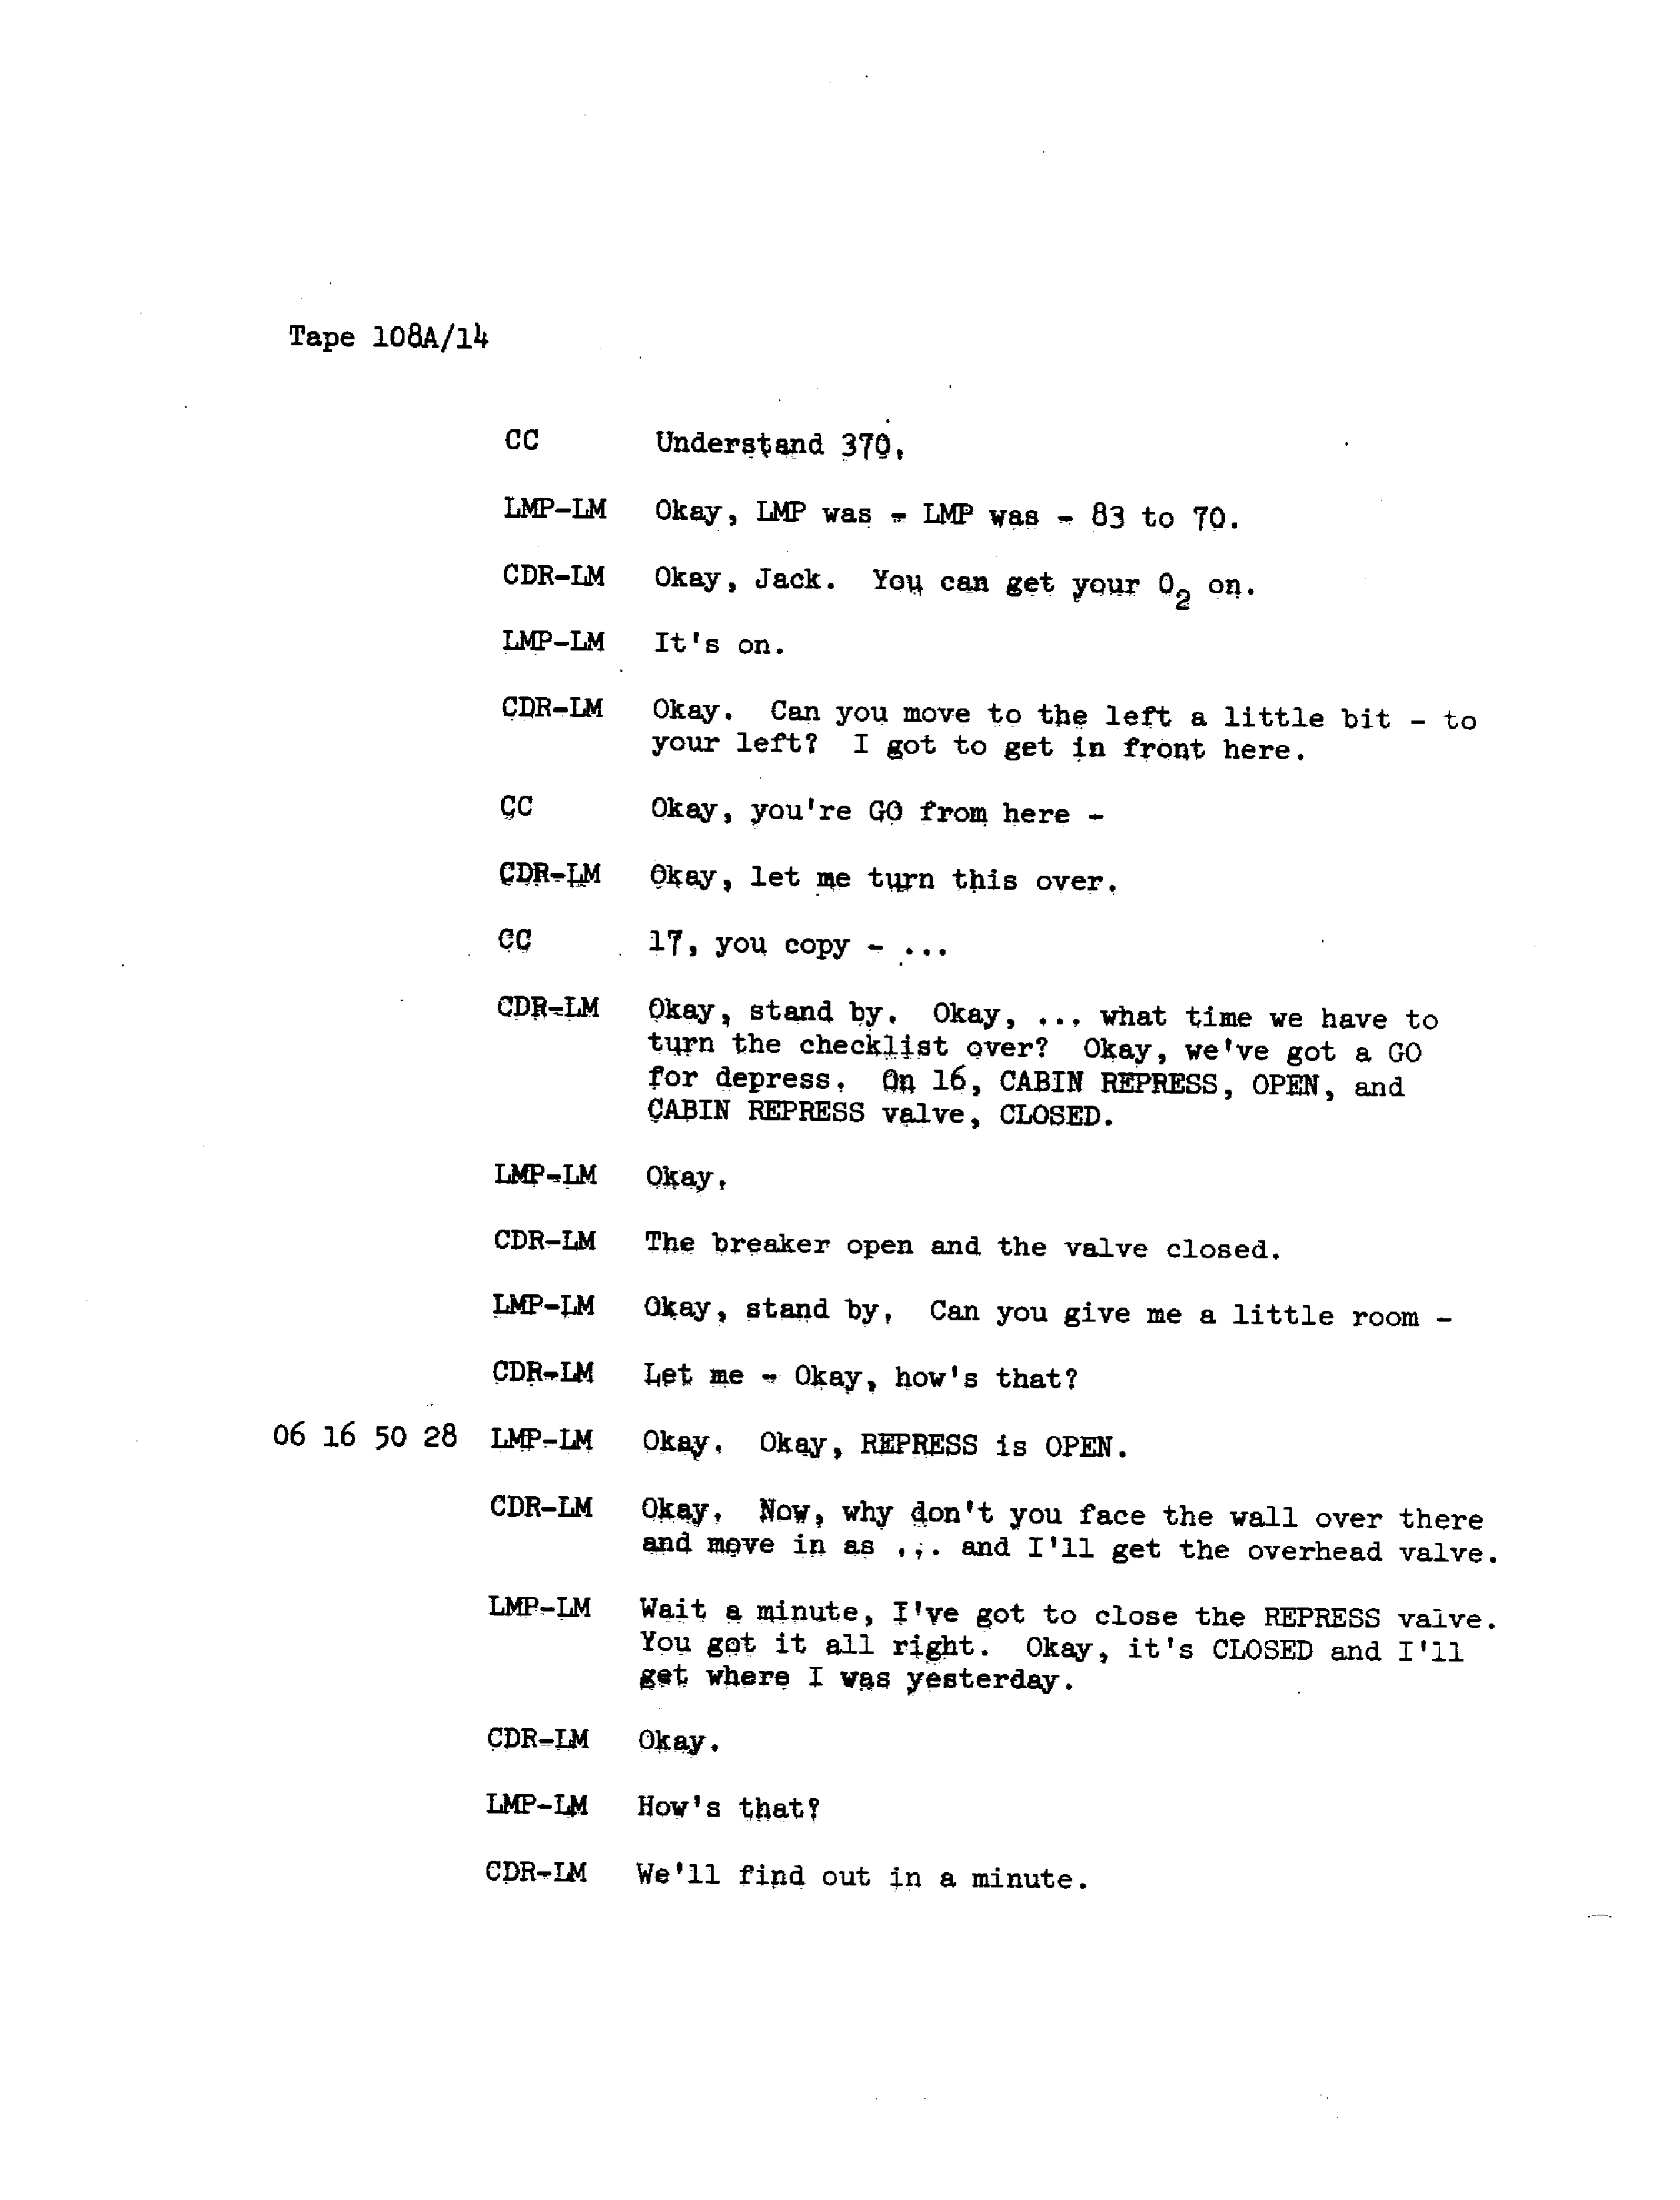 Tape 108A/14
CC Understand 370.
LMP-LM Okay, LMP was - LMP was - 83 to 70.
CDR-LM Okay, Jack. You can get your O2 on.
LMP-LM It's on.
CDR-LM Okay. Can you move to the left a little bit - to
your left? I got to get in front here.
CC Okay, you're GO from here -
CDR-LM Okay, let me turn this over.
CC 17, you copy - ...
CDR-LM Okay, stand by. Okay, ... what time we have to
turn the checklist over? Okay, we've got a GO
for depress. On 16, CABIN REPRESS, OPEN, and
CABIN REPRESS valve, CLOSED.
LMP-LM Okay.
CDR-LM The breaker open and the valve closed.
LMP-LM Okay, stand by. Can you give me a little room -
CDR-LM Let me - Okay, how's that?
06 16 50 28 LMP-LM Okay. Okay, REPRESS is OPEN.
CDR-LM Okay. Now, why don't you face the wall over there
and move in as ... and I'll get the overhead valve.
LMP-LM Wait a minute, I've got to close the REPRESS valve.
You got it all right. Okay, it's CLOSED and I'll
get where I was yesterday.
CDR-LM Okay.
LMP-LM How's that?
CDR-LM We'll find out in a minute.